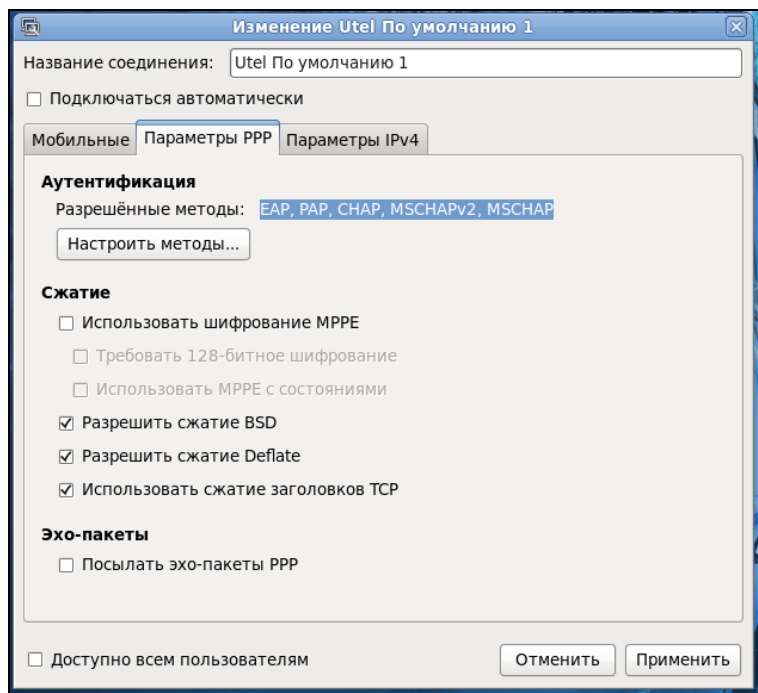 Изменение Utel По умолчанию 1
Название соединения: Utel По умолчанию 1
Подключаться автоматически
Мобильные Параметры PPP Параметры IPv4
Аутентификация
Разрешённые методы: EAP, PAP, CHAP, MSCHAPv2, MSCHAP
Настроить методы...
Сжатие
Использовать шифрование MPPE
Требовать 128-битное шифрование
Использовать MPPE с состояниями
Разрешить сжатие BSD
Разрешить сжатие Deflate
Использовать сжатие заголовков TCP
Эхо-пакеты
Посылать эхо-пакеты PPP
Доступно всем пользователям Отменить Применить